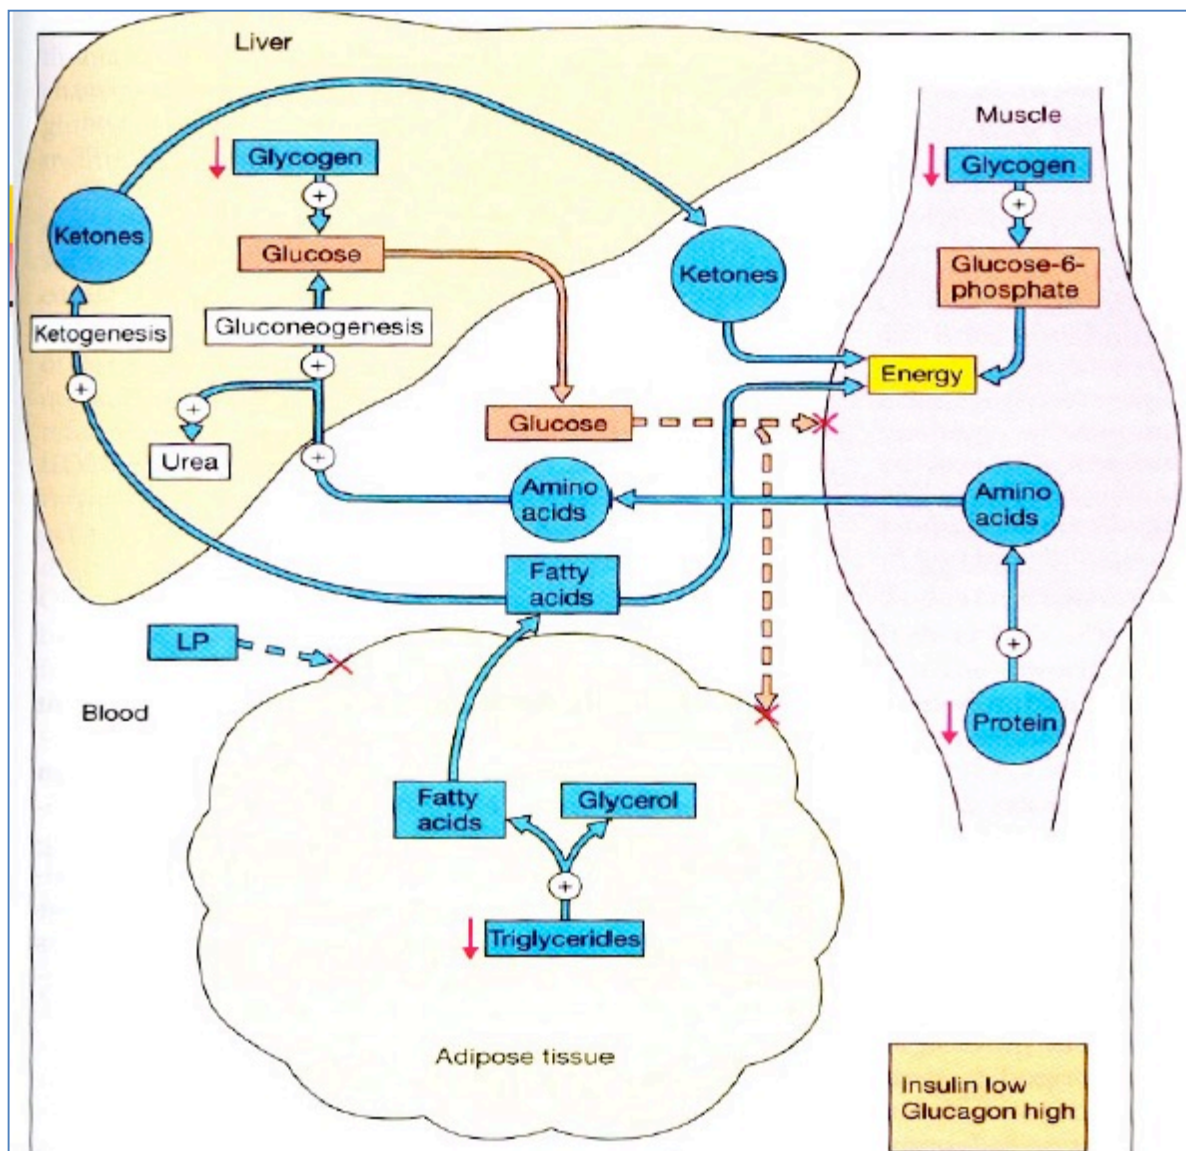 Liver
Muscle
Glycogen
Glycogen
Ketones
Glucose
Ketones
Glucose-6-
phosphate
Ketogenesis
Gluconeogenesis
Energy
Glucose
Urea
Amino
acids
Amino
acids
Fatty
acids
LP
Blood
Protein
Fatty
acids
Glycerol
Triglycerides
Adipose tissue
Insulin low
Glucagon high